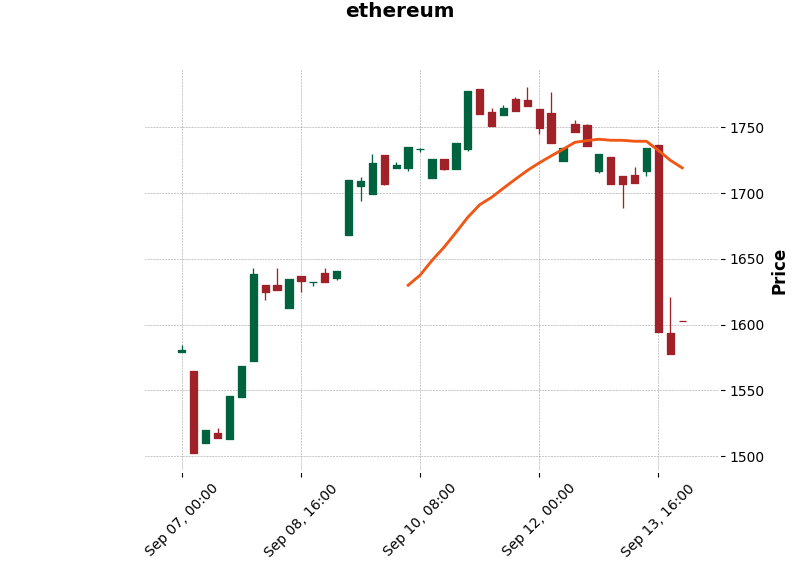 ethereum
1750
1700
1650
1600
1550
1500
Price
Sep 07, 00:00
Sep 08, 16:00
Sep 10, 08:00
Sep 12, 00:00
Sep 13, 16:00